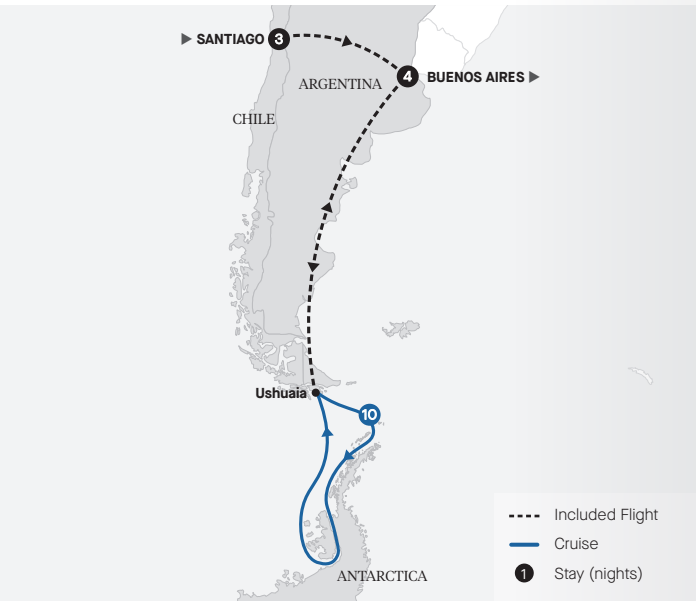 ▶ SANTIAGO 3
4 BUENOS AIRES ▶
ARGENTINA
CHILE
Ushuaia
10
ANTARCTICA
Included Flight
Cruise
1 Stay (nights)